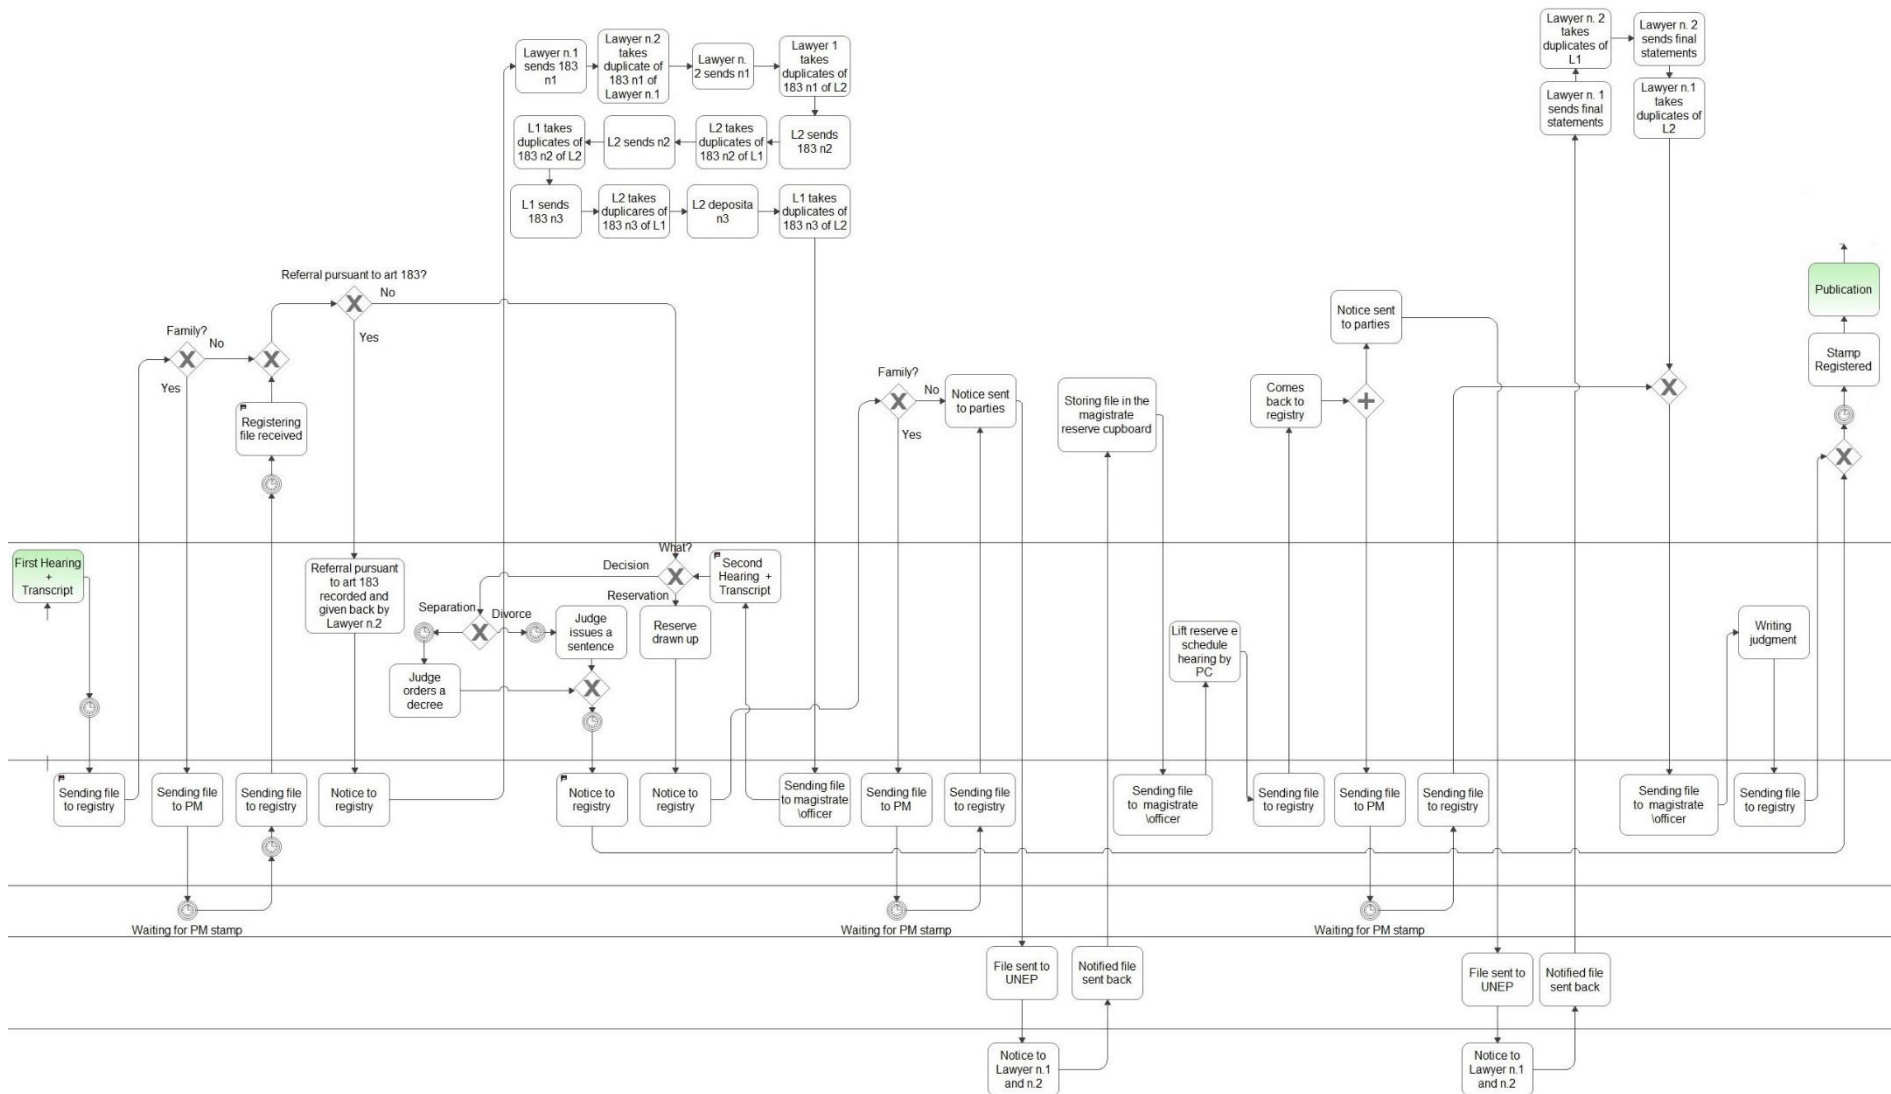 Lawyer n.1
sends 183
n1
Lawyer n.2
takes
duplicate of
183 n1 of
Lawyer n.1
Lawyer n.
2 sends n1
Lawyer 1
takes
duplicates of
183 n1 of L2
L1 takes
duplicates of
183 n2 of L2
L2 sends n2
L2 takes
duplicates of
183 n2 of L1
L2 sends
183 n2
L1 sends
183 n3
L2 takes
duplicares of
183 n3 of L1
L2 deposita
n3
L1 takes
duplicates of
183 n3 of L2
Lawyer n. 2
takes
duplicates of
L1
Lawyer n. 2
sends final
statements
Lawyer n. 1
sends final
statements
Lawyer n.1
takes
duplicates of
L2
Referral pursuant to art 183?
No
Yes
Family?
No
Yes
Registering
file received
Family?
No
Yes
Notice sent
to parties
Storing file in the
magistrate
reserve cupboard
Comes
back to
registry
Notice sent
to parties
Publication
Stamp
Registered
First Hearing
+
Transcript
Referral pursuant
to art 183
recorded and
given back by
Lawyer n.2
What?
Decision
Reservation
Separation
Divorce
Second
Hearing +
Transcript
Judge
issues a
sentence
Reserve
drawn up
Judge
orders a
decree
Lift reserve e
schedule
hearing by
PC
Writing
judgment
Sending file
to registry
Sending file
to PM
Sending file
to registry
Notice to
registry
Notice to
registry
Notice to
registry
Sending file
to magistrate
\officer
Sending file
to PM
Sending file
to registry
Sending file
to magistrate
\officer
Sending file
to registry
Sending file
to PM
Sending file
to registry
Sending file
to magistrate
\officer
Sending file
to registry
Waiting for PM stamp
Waiting for PM stamp
Waiting for PM stamp
File sent to
UNEP
Notified file
sent back
File sent to
UNEP
Notified file
sent back
Notice to
Lawyer n.1
and n.2
Notice to
Lawyer n.1
and n.2